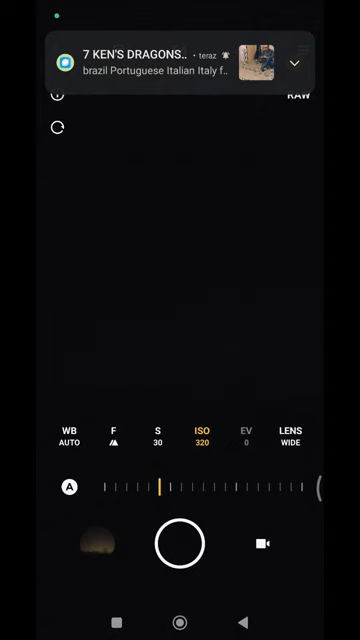 7 KEN'S DRAGONS.. · teraz
brazil Portuguese Italian Italy f..
RAW
WB F S ISO EV LENS
AUTO 30 320 0 WIDE
A